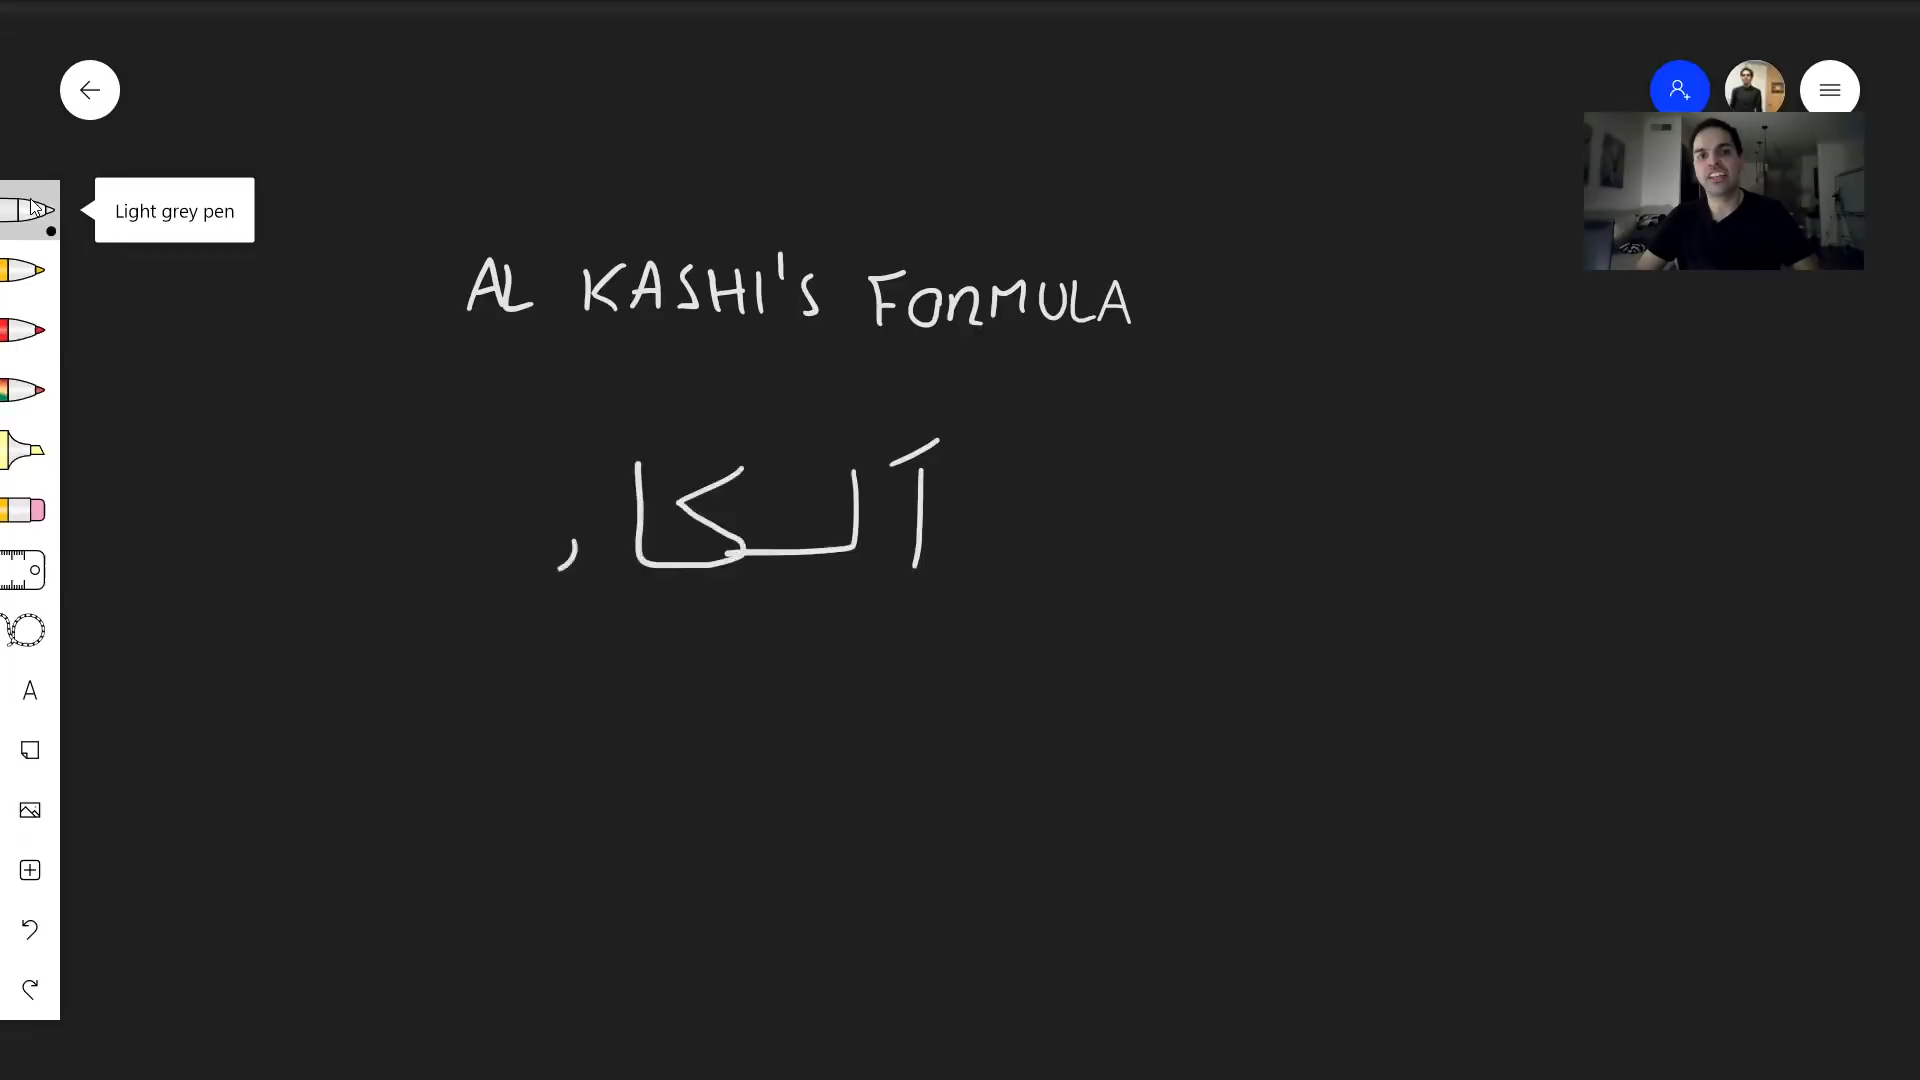 Light grey pen
AL KASHI'S FORMULA
آلکا
A